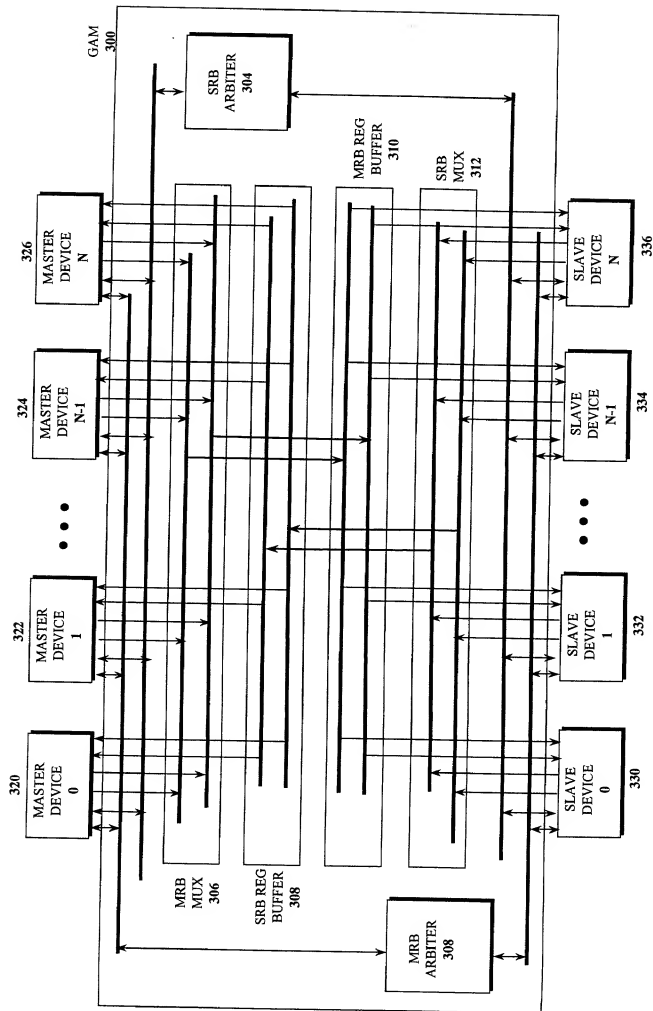 GAM
300
326
MASTER
DEVICE
N
324
MASTER
DEVICE
N-1
322
MASTER
DEVICE
1
320
MASTER
DEVICE
0
SRB
ARBITER
304
MRB REG
BUFFER
310
SRB
MUX
312
MRB
MUX
306
SRB REG
BUFFER
308
MRB
ARBITER
308
SLAVE
DEVICE
N
336
SLAVE
DEVICE
N-1
334
SLAVE
DEVICE
1
332
SLAVE
DEVICE
0
330